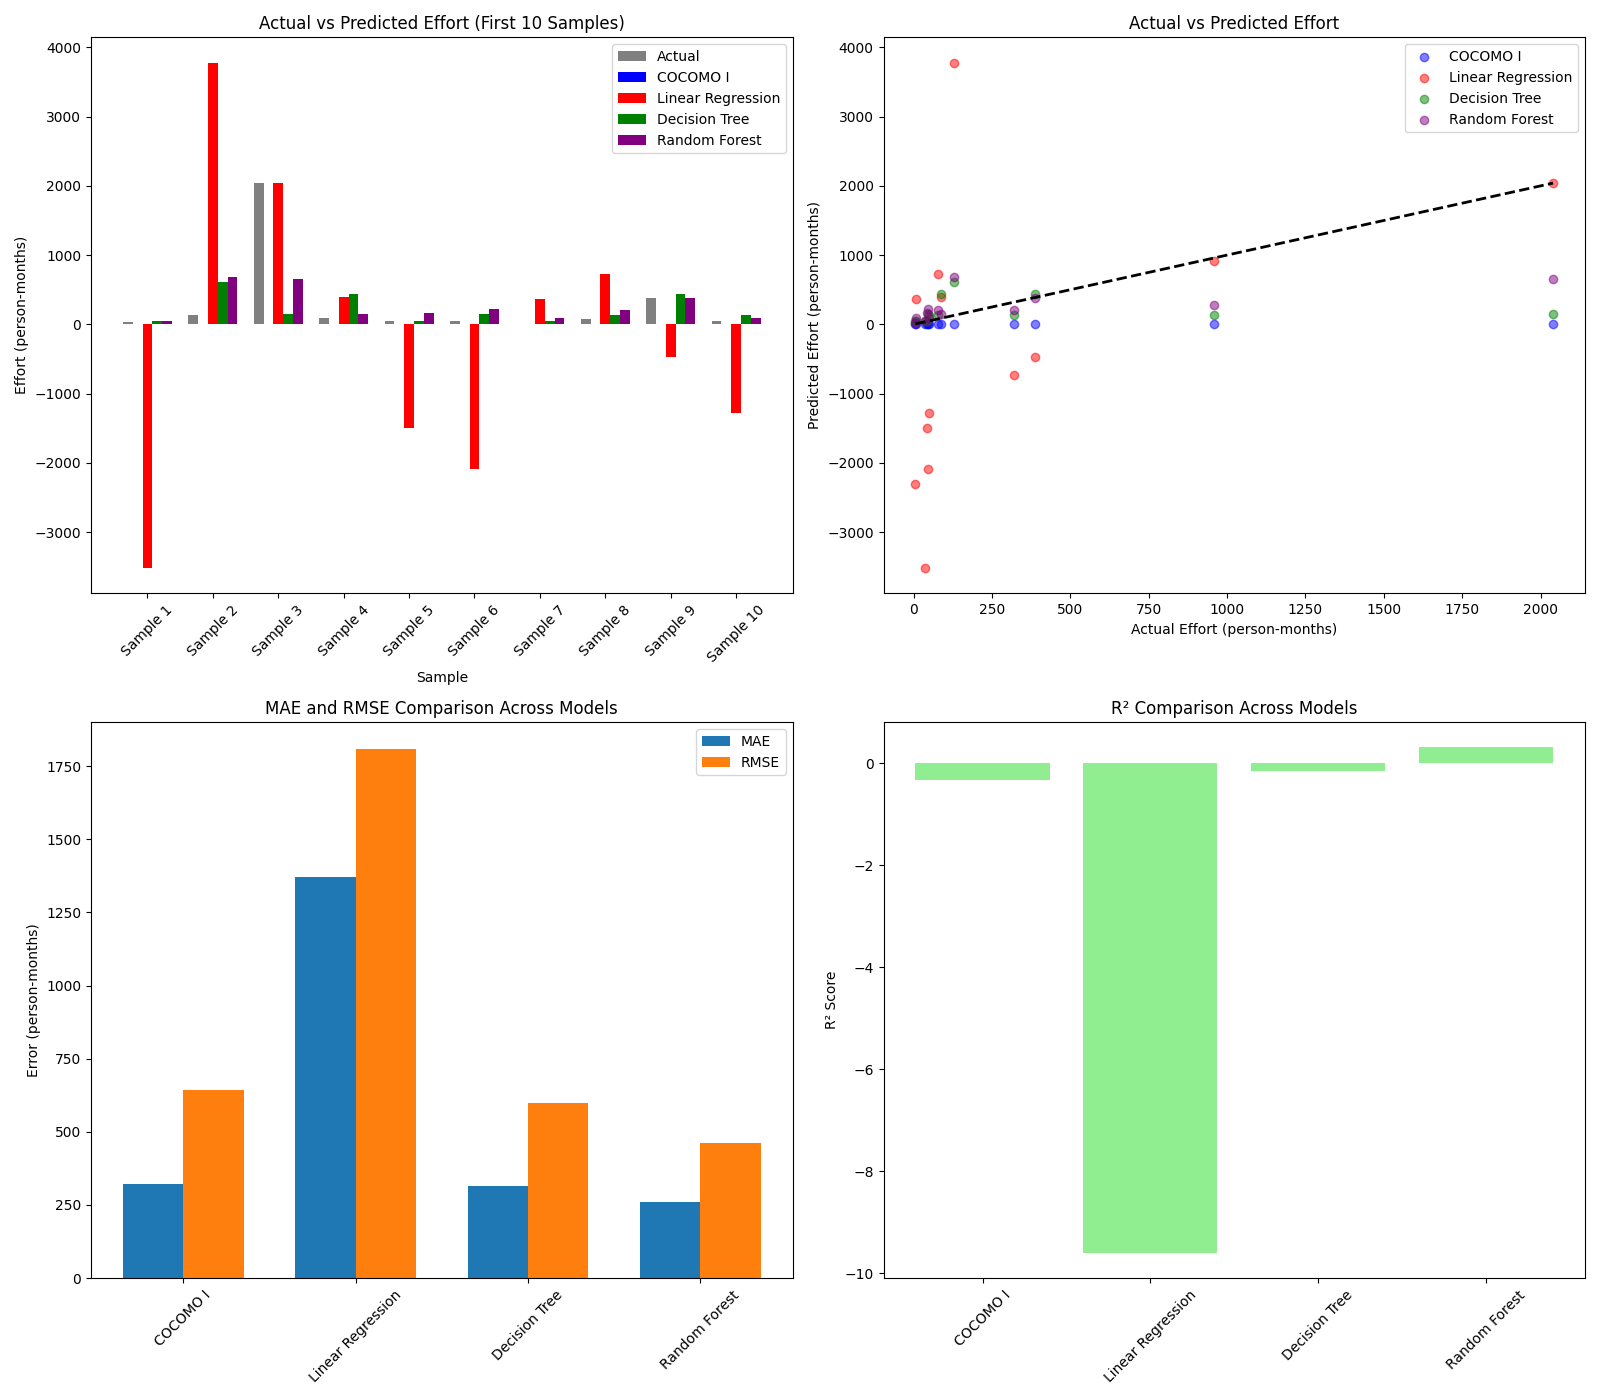 Actual vs Predicted Effort (First 10 Samples)
Effort (person-months)
4000
3000
2000
1000
0
−1000
−2000
−3000
Actual
COCOMO I
Linear Regression
Decision Tree
Random Forest
Sample 1
Sample 2
Sample 3
Sample 4
Sample 5
Sample 6
Sample 7
Sample 8
Sample 9
Sample 10
Sample
Actual vs Predicted Effort
Predicted Effort (person-months)
4000
3000
2000
1000
0
−1000
−2000
−3000
COCOMO I
Linear Regression
Decision Tree
Random Forest
0
250
500
750
1000
1250
1500
1750
2000
Actual Effort (person-months)
MAE and RMSE Comparison Across Models
Error (person-months)
1750
1500
1250
1000
750
500
250
0
MAE
RMSE
COCOMO I
Linear Regression
Decision Tree
Random Forest
R² Comparison Across Models
R² Score
0
−2
−4
−6
−8
−10
COCOMO I
Linear Regression
Decision Tree
Random Forest